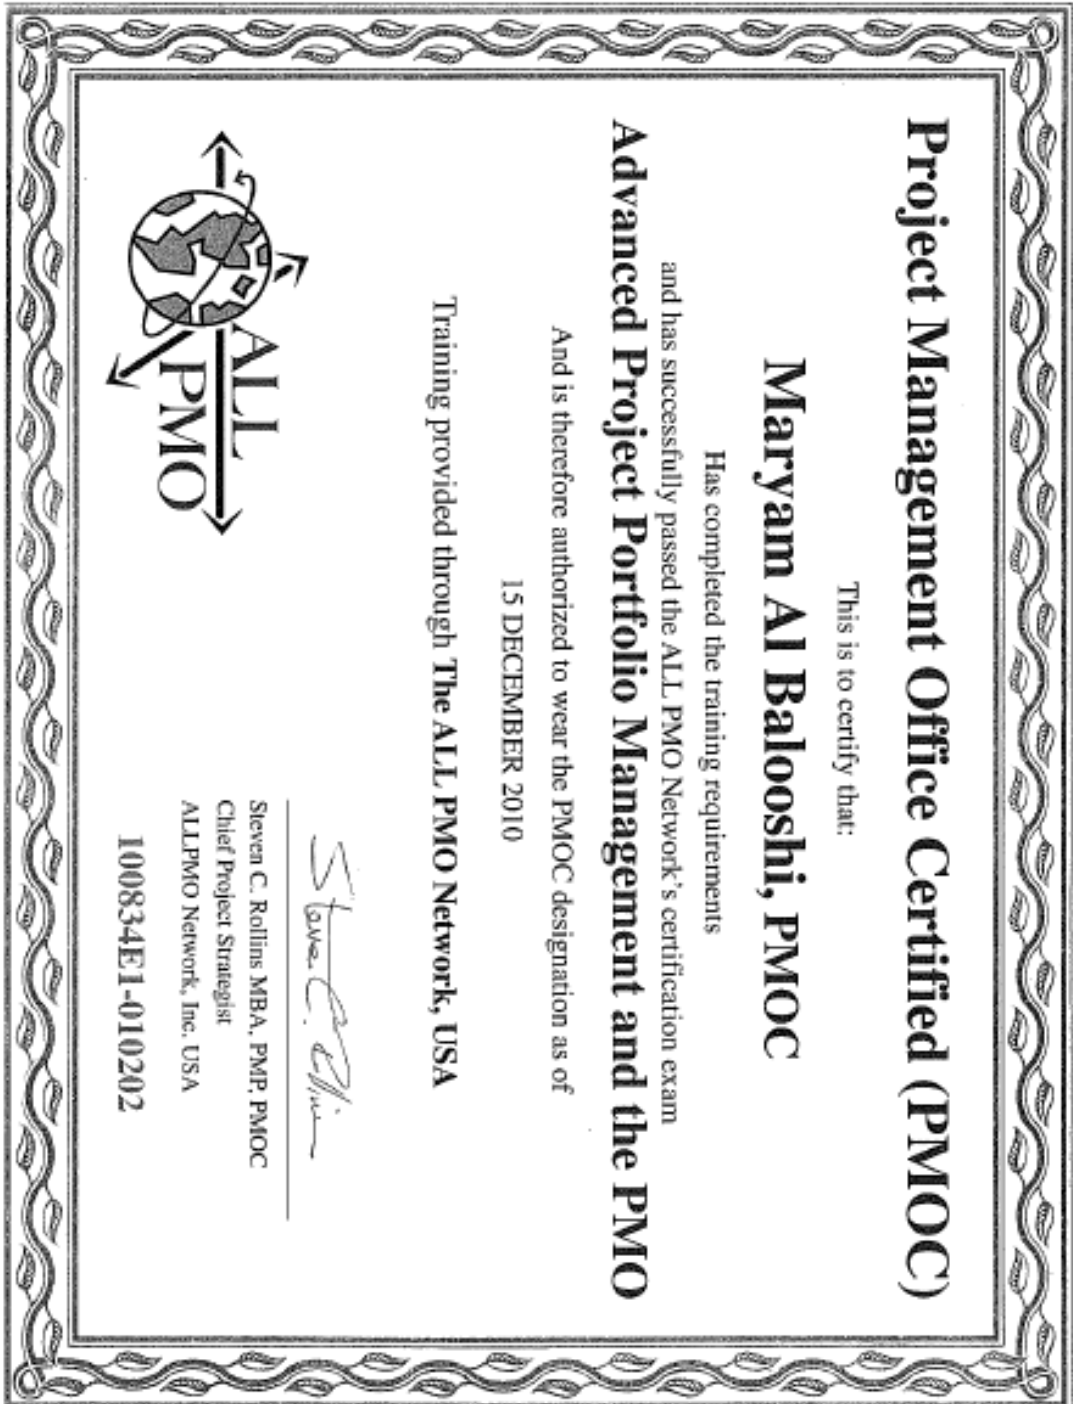 Project Management Office Certified (PMOC)
This is to certify that:
Maryam Al Balooshi, PMOC
Has completed the training requirements
and has successfully passed the ALL PMO Network's certification exam
Advanced Project Portfolio Management and the PMO
And is therefore authorized to wear the PMOC designation as of
15 DECEMBER 2010
Training provided through The ALL PMO Network, USA
ALL
PMO
Steven C. Rollins
Steven C. Rollins MBA, PMP, PMOC
Chief Project Strategist
ALLPMO Network, Inc. USA
100834E1-010202